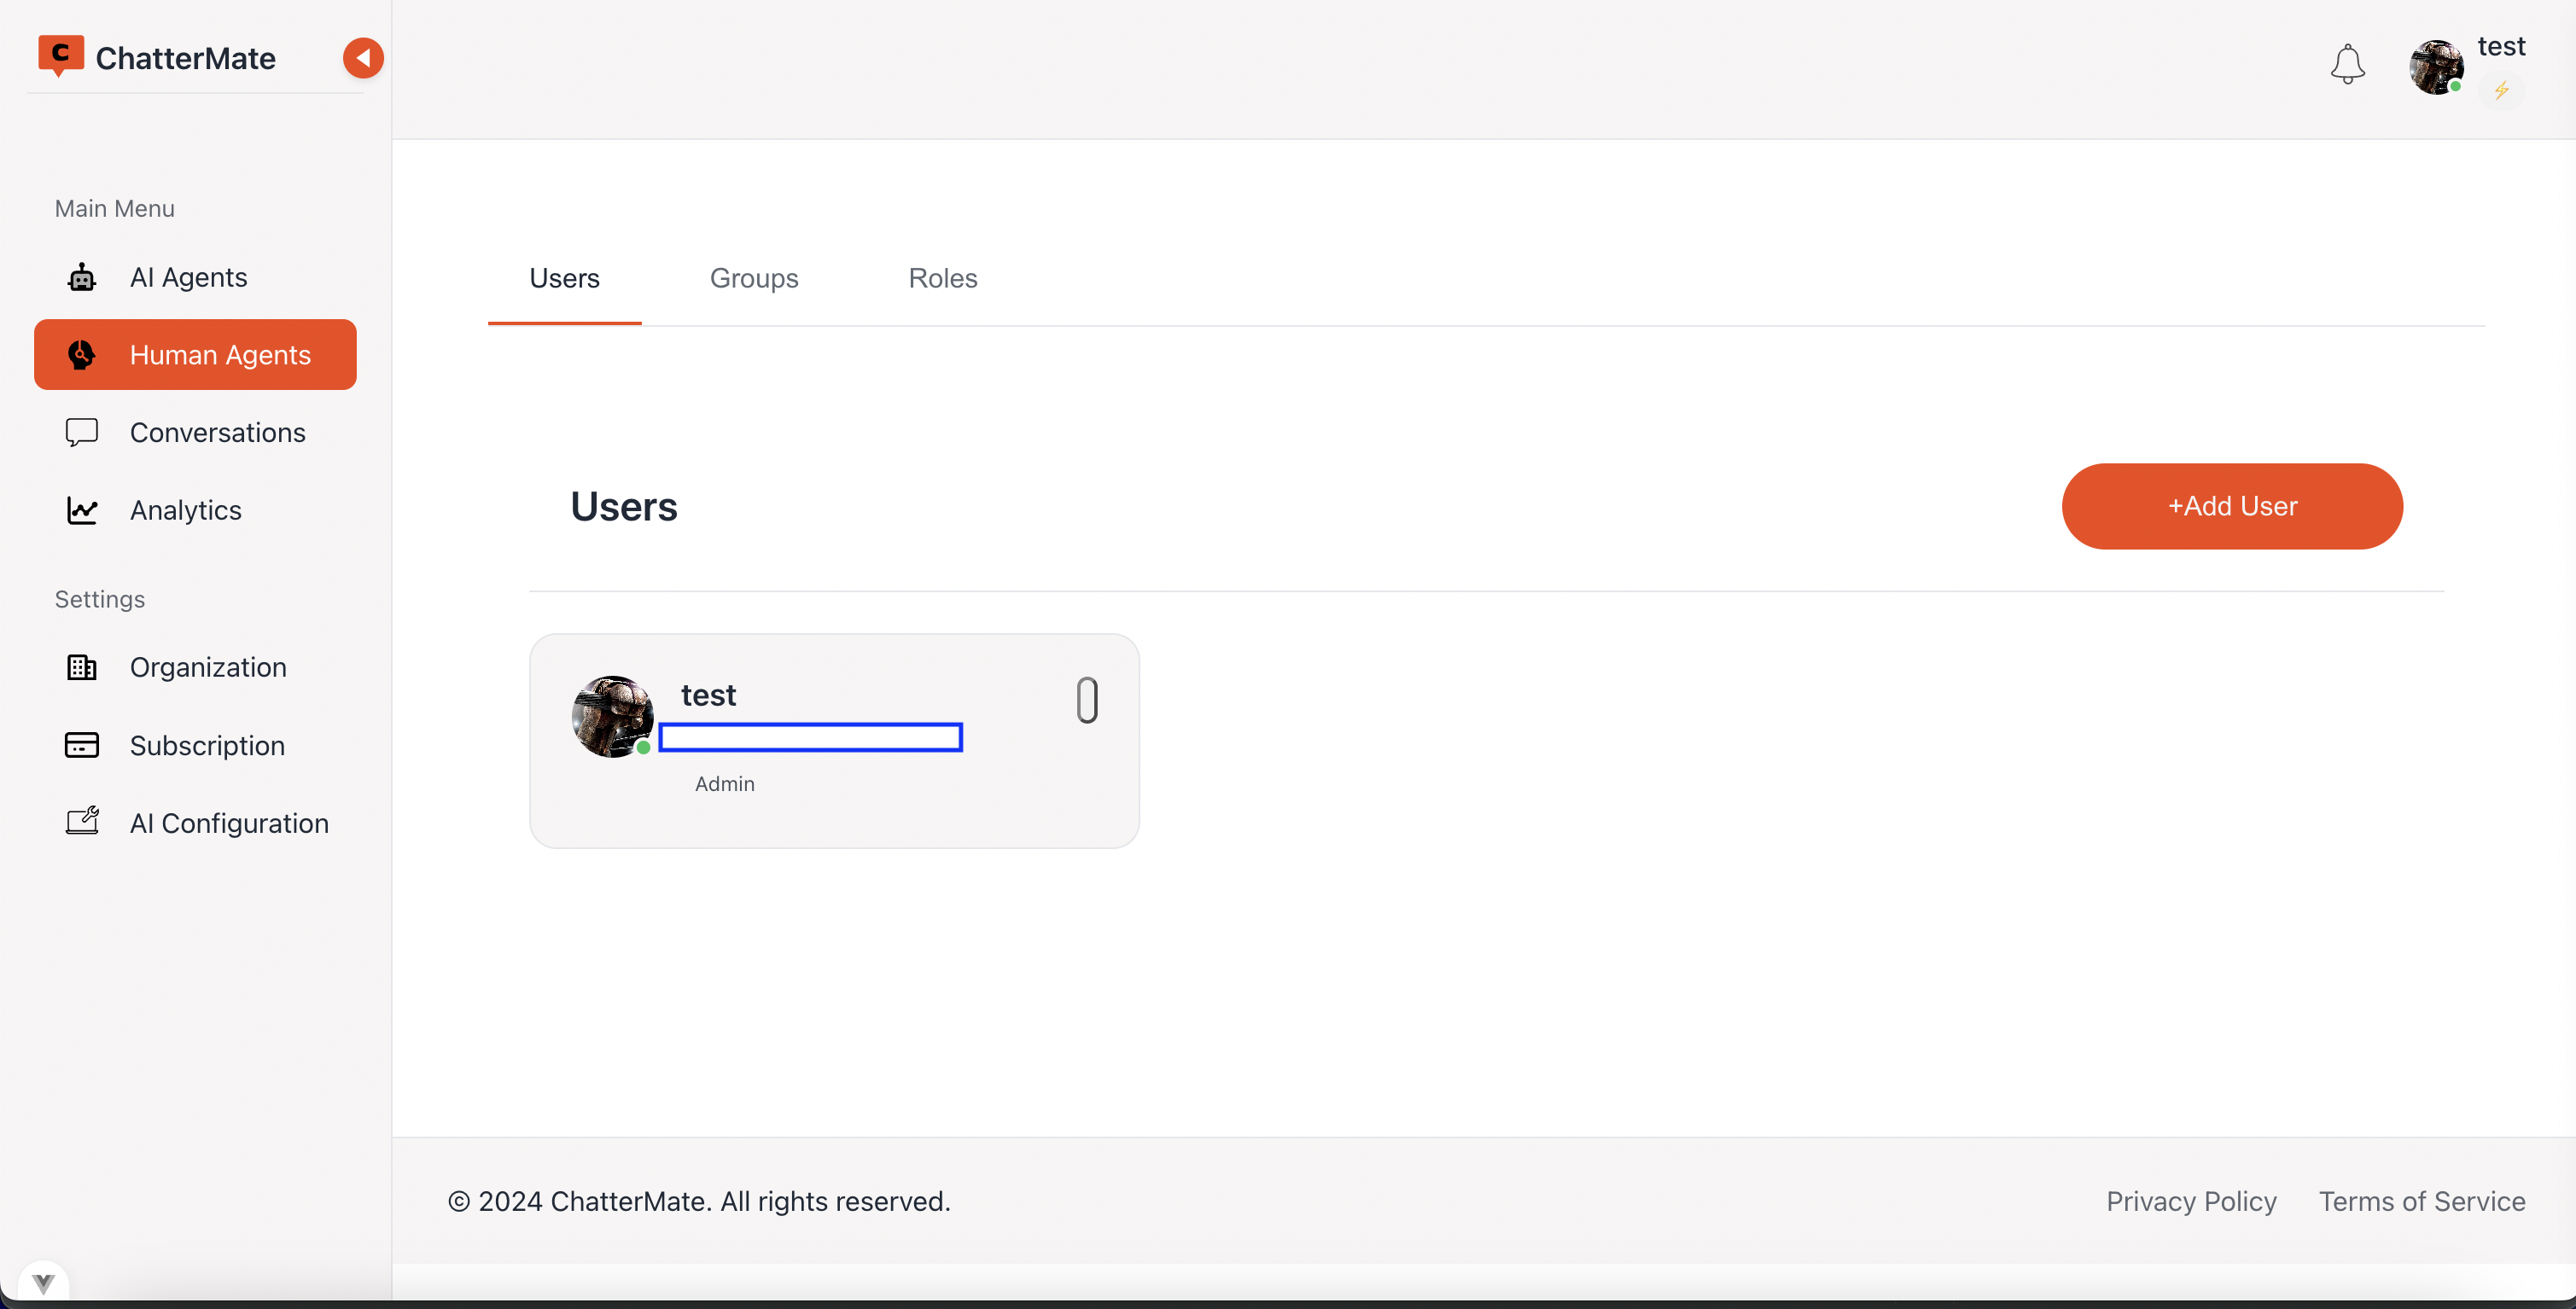 C ChatterMate
test
Main Menu
AI Agents
Human Agents
Conversations
Analytics
Settings
Organization
Subscription
AI Configuration
Users Groups Roles
Users
+Add User
test
Admin
© 2024 ChatterMate. All rights reserved.
Privacy Policy Terms of Service